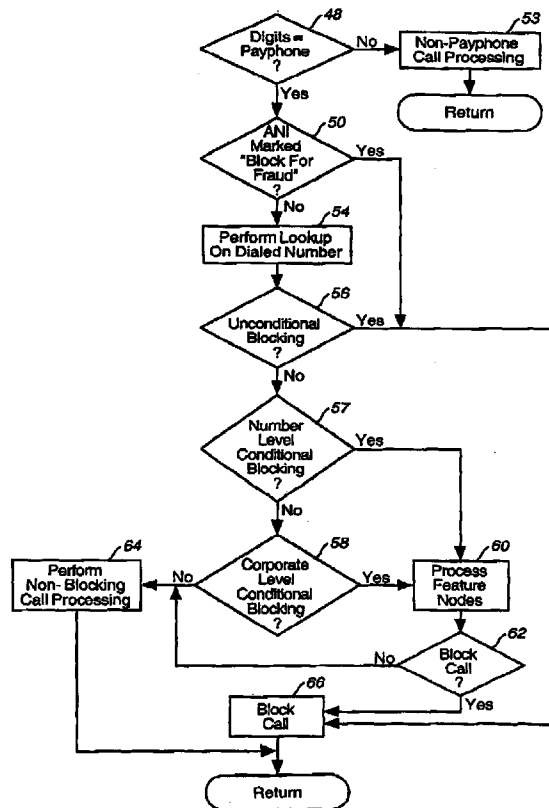 48
Digits =
Payphone
?
No
53
Non-Payphone
Call Processing
Return
Yes
50
ANI
Marked
"Block For
Fraud"
?
Yes
No
54
Perform Lookup
On Dialed Number
56
Unconditional
Blocking
?
Yes
No
57
Number
Level
Conditional
Blocking
?
Yes
No
58
Corporate
Level
Conditional
Blocking
?
No
Yes
64
Perform
Non- Blocking
Call Processing
60
Process
Feature
Nodes
62
Block
Call
?
No
Yes
66
Block
Call
Return